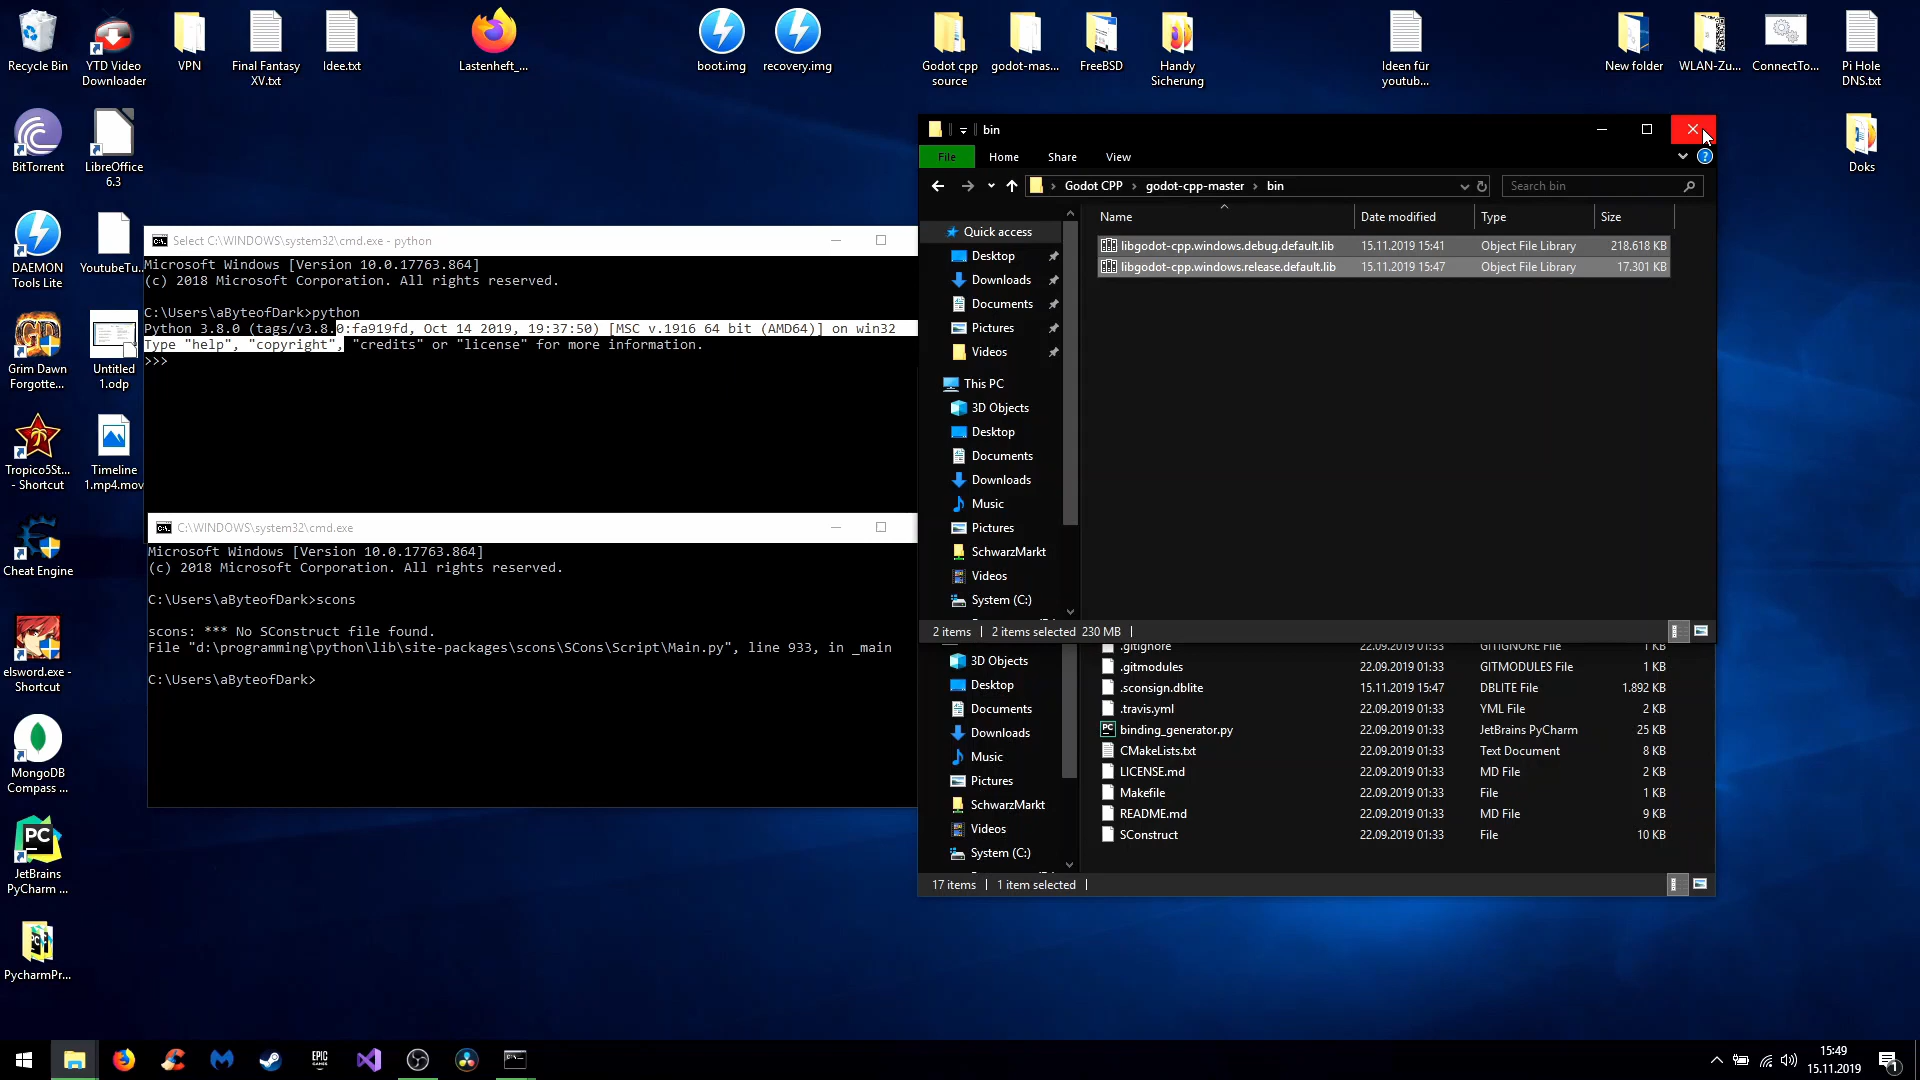 Recycle Bin
YTD Video
Downloader
VPN
Final Fantasy
XV.txt
Idee.txt
Lastenheft_...
boot.img
recovery.img
Godot cpp
source
godot-mas...
FreeBSD
Handy
Sicherung
Ideen für
youtub...
New folder
WLAN-Zu...
ConnectTo...
Pi Hole
DNS.txt
BitTorrent
LibreOffice
6.3
Doks
DAEMON
Tools Lite
YoutubeTu...
Grim Dawn
Forgotte...
Untitled
1.odp
Tropico5St...
- Shortcut
Timeline
1.mp4.mov
Cheat Engine
elsword.exe -
Shortcut
MongoDB
Compass ...
JetBrains
PyCharm ...
PycharmPr...
Select C:\WINDOWS\system32\cmd.exe - python
Microsoft Windows [Version 10.0.17763.864]
(c) 2018 Microsoft Corporation. All rights reserved.
C:\Users\aByteofDark>python
Python 3.8.0 (tags/v3.8.0:fa919fd, Oct 14 2019, 19:37:50) [MSC v.1916 64 bit (AMD64)] on win32
Type "help", "copyright", "credits" or "license" for more information.
>>>
C:\WINDOWS\system32\cmd.exe
Microsoft Windows [Version 10.0.17763.864]
(c) 2018 Microsoft Corporation. All rights reserved.
C:\Users\aByteofDark>scons
scons: *** No SConstruct file found.
File "d:\programming\python\lib\site-packages\scons\SCons\Script\Main.py", line 933, in _main
C:\Users\aByteofDark>
bin
File Home Share View
Godot CPP > godot-cpp-master > bin
Search bin
Name Date modified Type Size
libgodot-cpp.windows.debug.default.lib 15.11.2019 15:41 Object File Library 218.618 KB
libgodot-cpp.windows.release.default.lib 15.11.2019 15:47 Object File Library 17.301 KB
Quick access
Desktop
Downloads
Documents
Pictures
Videos
This PC
3D Objects
Desktop
Documents
Downloads
Music
Pictures
SchwarzMarkt
Videos
System (C:)
2 items 2 items selected 230 MB
3D Objects
Desktop
Documents
Downloads
Music
Pictures
SchwarzMarkt
Videos
System (C:)
.gitignore 22.09.2019 01:33 GITIGNORE File 1 KB
.gitmodules 22.09.2019 01:33 GITMODULES File 1 KB
.sconsign.dblite 15.11.2019 15:47 DBLITE File 1.892 KB
.travis.yml 22.09.2019 01:33 YML File 2 KB
binding_generator.py 22.09.2019 01:33 JetBrains PyCharm 25 KB
CMakeLists.txt 22.09.2019 01:33 Text Document 8 KB
LICENSE.md 22.09.2019 01:33 MD File 2 KB
Makefile 22.09.2019 01:33 File 1 KB
README.md 22.09.2019 01:33 MD File 9 KB
SConstruct 22.09.2019 01:33 File 10 KB
17 items 1 item selected
EPIC
GAMES
15:49
15.11.2019
1